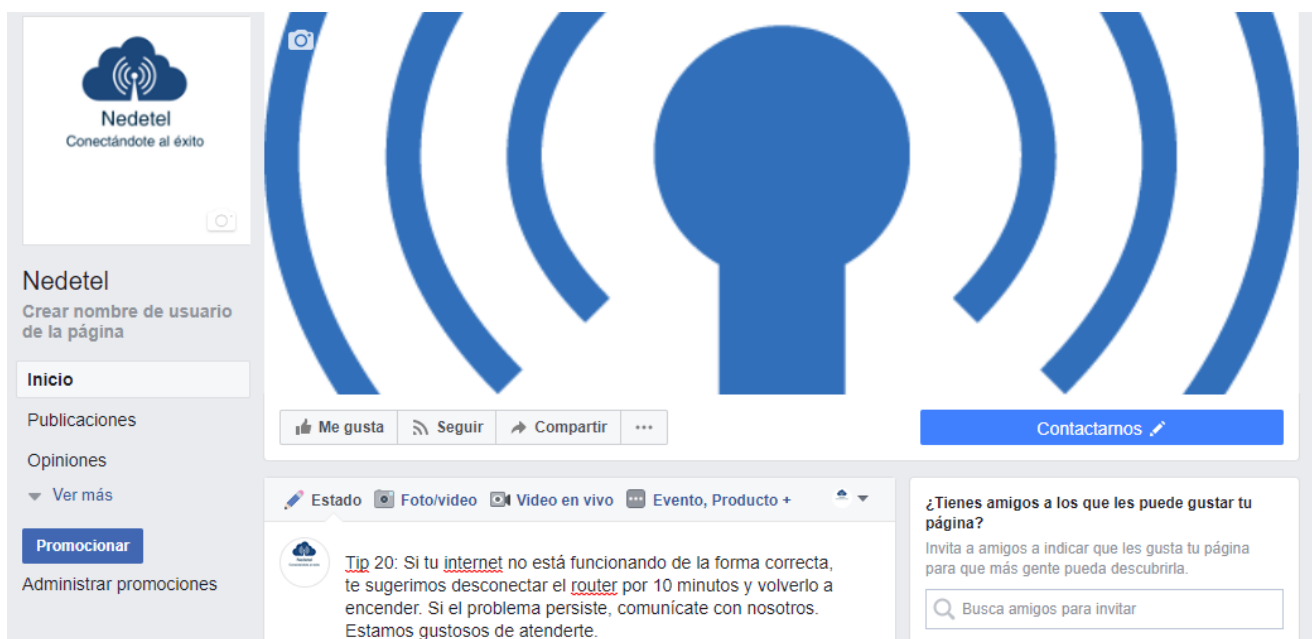 Nedetel
Conectándote al éxito
Nedetel
Crear nombre de usuario
de la página
Inicio
Publicaciones
Opiniones
Ver más
Promocionar
Administrar promociones
Me gusta
Seguir
Compartir
...
Contactarnos
Estado
Foto/video
Video en vivo
Evento, Producto +
Tip 20: Si tu internet no está funcionando de la forma correcta,
te sugerimos desconectar el router por 10 minutos y volverlo a
encender. Si el problema persiste, comunícate con nosotros.
Estamos gustosos de atenderte.
¿Tienes amigos a los que les puede gustar tu
página?
Invita a amigos a indicar que les gusta tu página
para que más gente pueda descubrirla.
Busca amigos para invitar